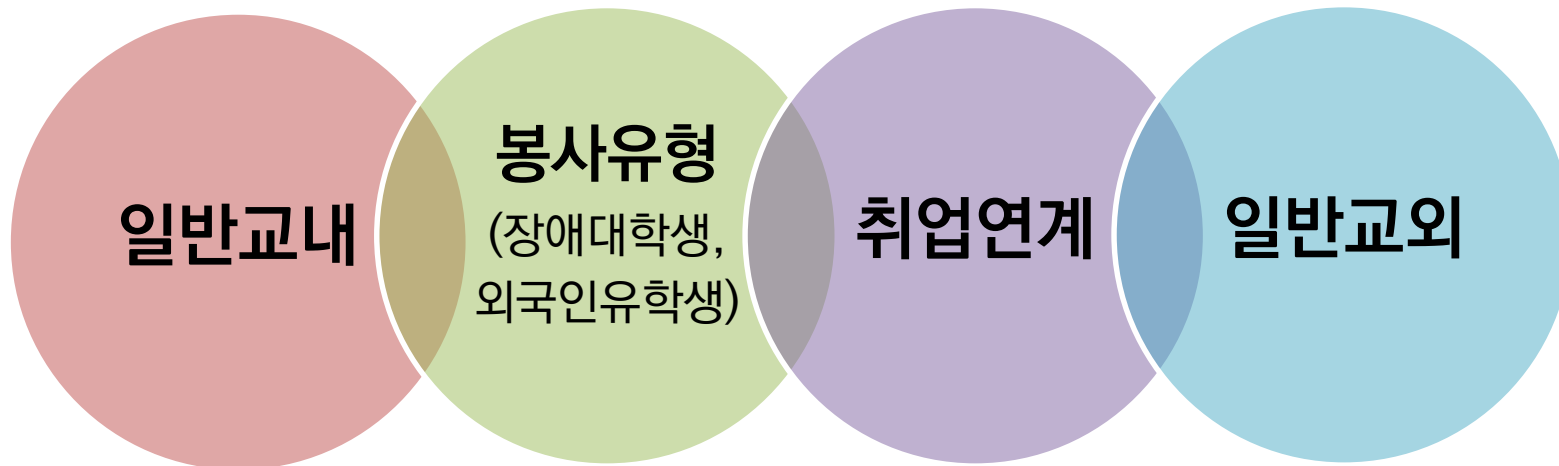 일반교내
봉사유형
(장애대학생,
외국인유학생)
취업연계
일반교외